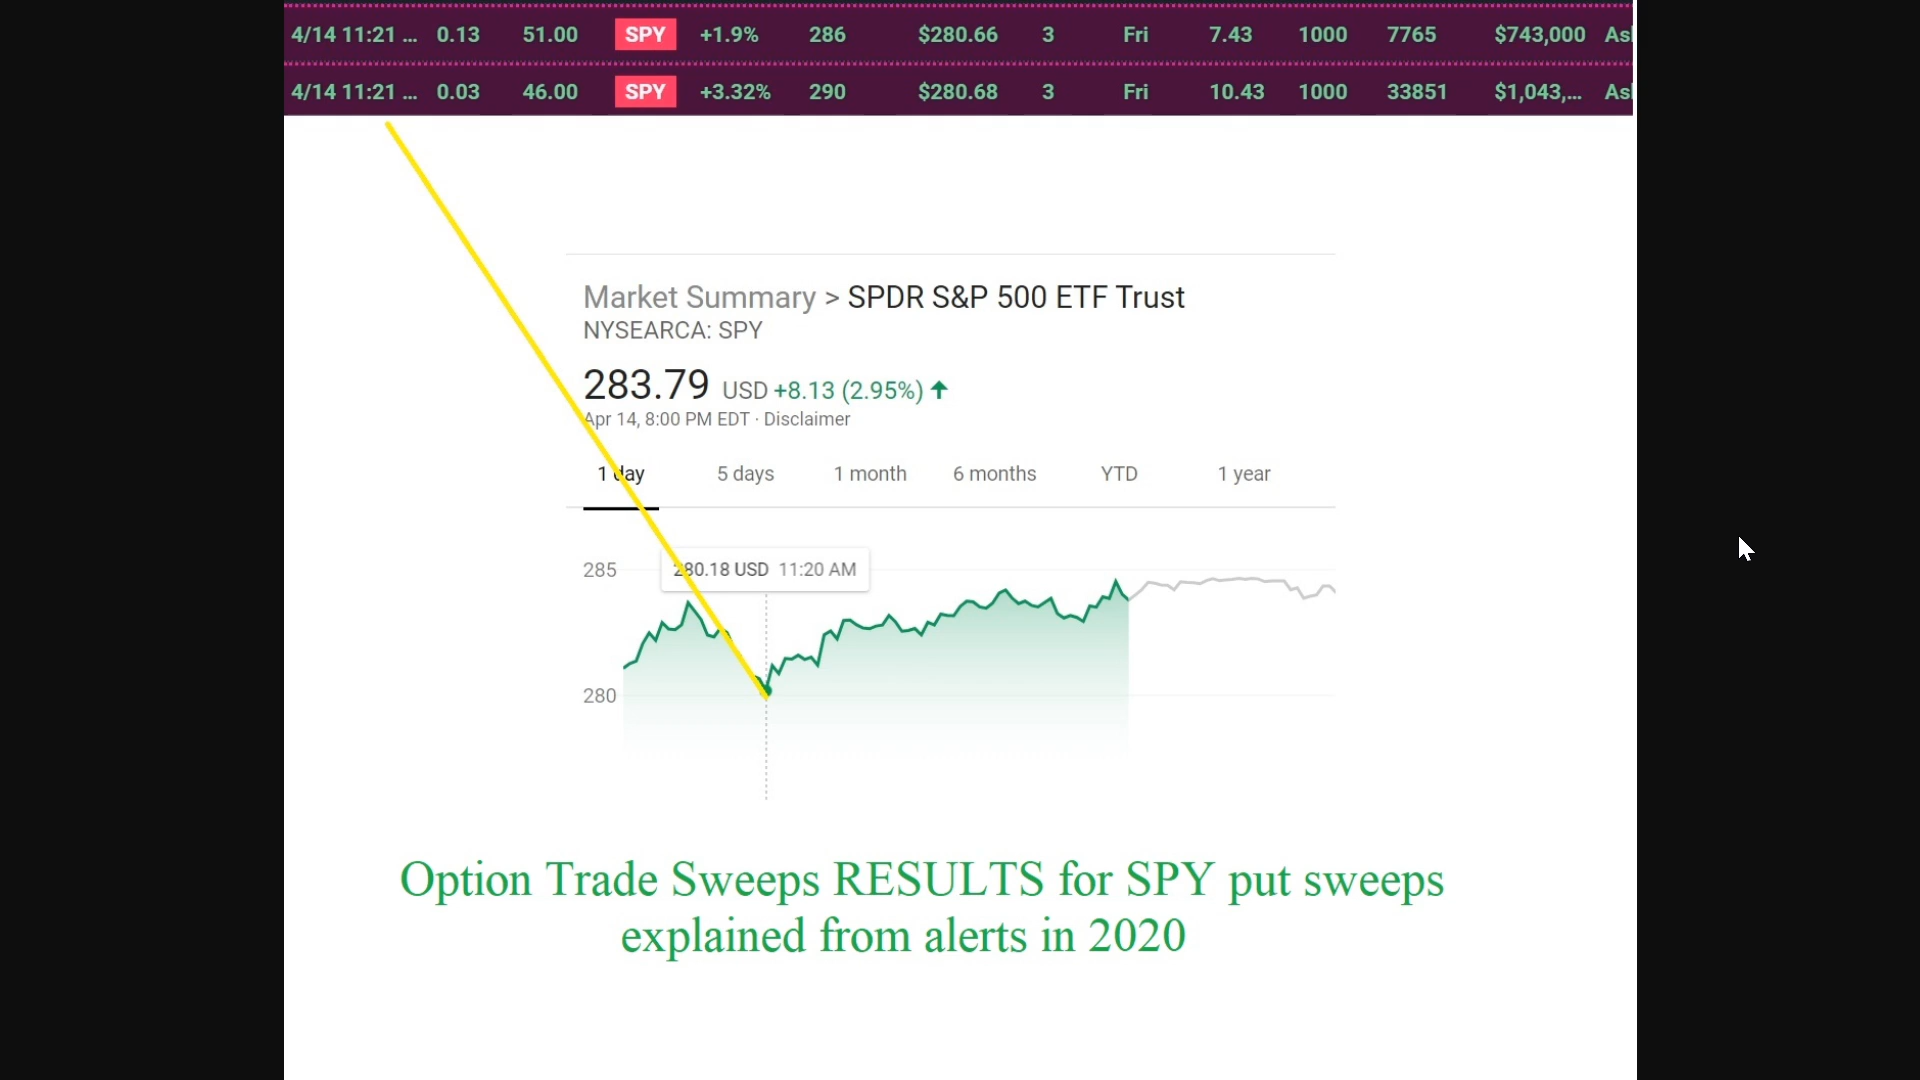 4/14 11:21 ... 0.13 51.00 SPY +1.9% 286 $280.66 3 Fri 7.43 1000 7765 $743,000
4/14 11:21 ... 0.03 46.00 SPY +3.32% 290 $280.68 3 Fri 10.43 1000 33851 $1,043,...
Market Summary > SPDR S&P 500 ETF Trust
NYSEARCA: SPY
283.79 USD +8.13 (2.95%)
Apr 14, 8:00 PM EDT · Disclaimer
1 day 5 days 1 month 6 months YTD 1 year
285
280.18 USD 11:20 AM
280
Option Trade Sweeps RESULTS for SPY put sweeps
explained from alerts in 2020